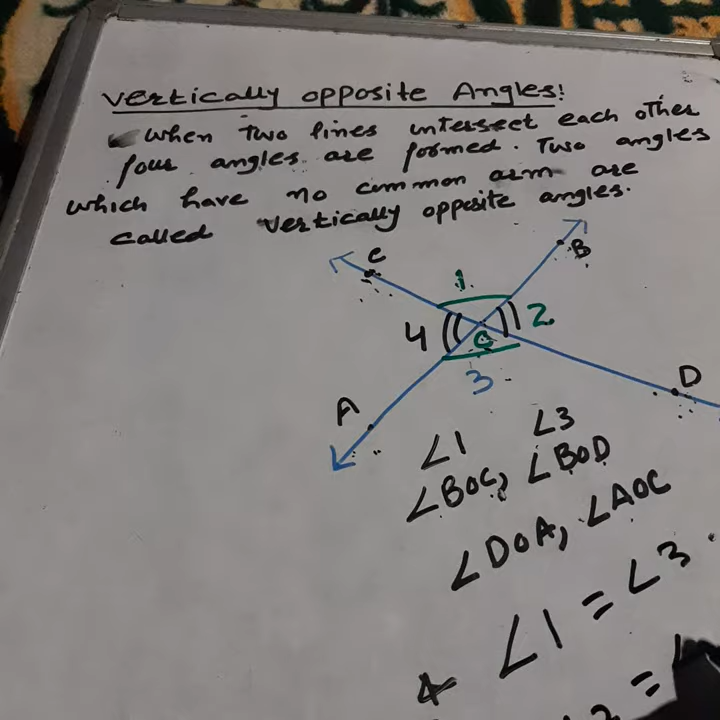 Vertically opposite Angles!
When two lines intersect each other
four angles are formed. Two angles
which have no common arm are
called vertically opposite angles.
C
B
1
4
2
O
3
D
A
∠1 ∠3
∠BOC, ∠BOD
∠DOA, ∠AOC
∠1 = ∠3
=